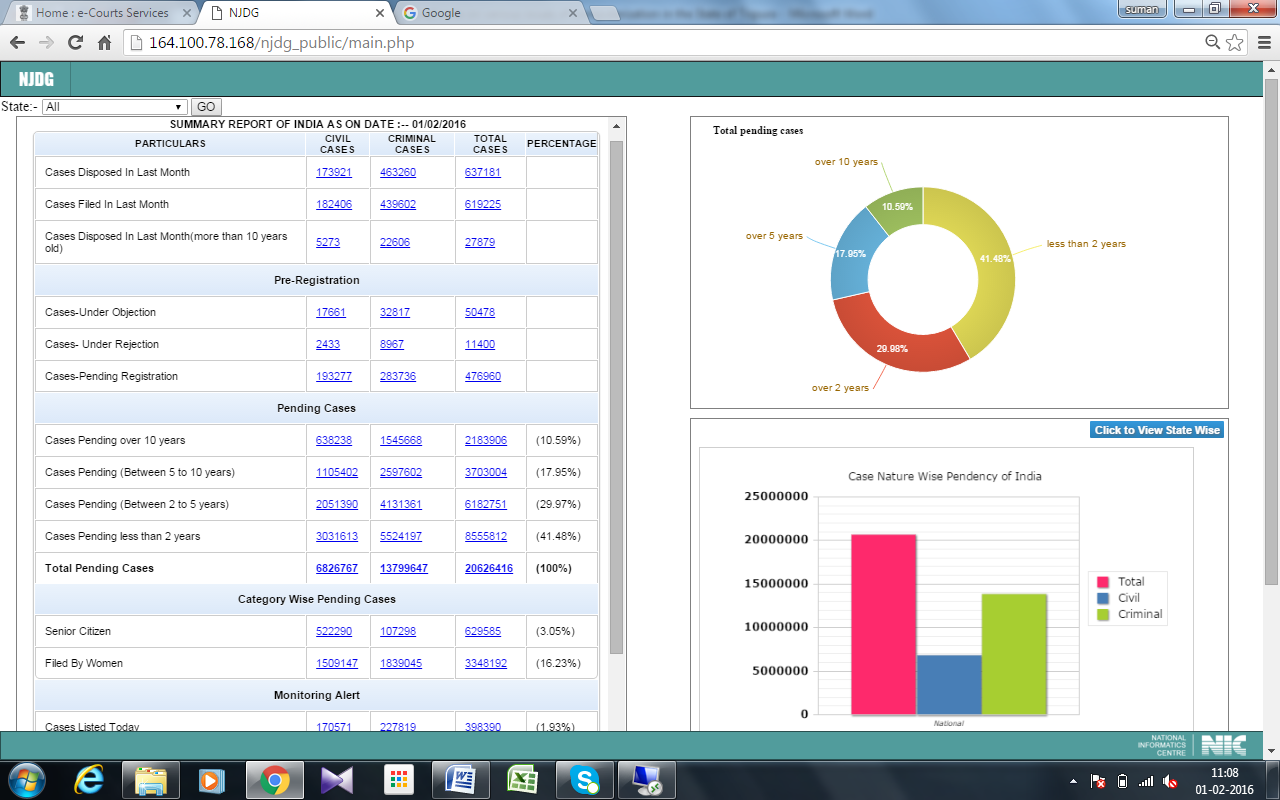 Home : e-Courts Services
NJDG
Google
suman
164.100.78.168/njdg_public/main.php
NJDG
State:- All GO
SUMMARY REPORT OF INDIA AS ON DATE :-- 01/02/2016
PARTICULARS CIVIL CASES CRIMINAL CASES TOTAL CASES PERCENTAGE
Cases Disposed In Last Month 173921 463260 637181
Cases Filed In Last Month 182406 439602 619225
Cases Disposed In Last Month(more than 10 years old) 5273 22606 27879
Pre-Registration
Cases-Under Objection 17661 32817 50478
Cases- Under Rejection 2433 8967 11400
Cases-Pending Registration 193277 283736 476960
Pending Cases
Cases Pending over 10 years 638238 1545668 2183906 (10.59%)
Cases Pending (Between 5 to 10 years) 1105402 2597602 3703004 (17.95%)
Cases Pending (Between 2 to 5 years) 2051390 4131361 6182751 (29.97%)
Cases Pending less than 2 years 3031613 5524197 8555812 (41.48%)
Total Pending Cases 6826767 13799647 20626416 (100%)
Category Wise Pending Cases
Senior Citizen 522290 107298 629585 (3.05%)
Filed By Women 1509147 1839045 3348192 (16.23%)
Monitoring Alert
Cases Listed Today 170571 227819 398390 (1.93%)
Total pending cases
over 10 years
10.59%
over 5 years
17.95%
less than 2 years
41.48%
29.98%
over 2 years
Click to View State Wise
Case Nature Wise Pendency of India
25000000
20000000
15000000
10000000
5000000
0
National
Total
Civil
Criminal
NATIONAL
INFORMATICS
CENTRE
NIC
11:08
01-02-2016